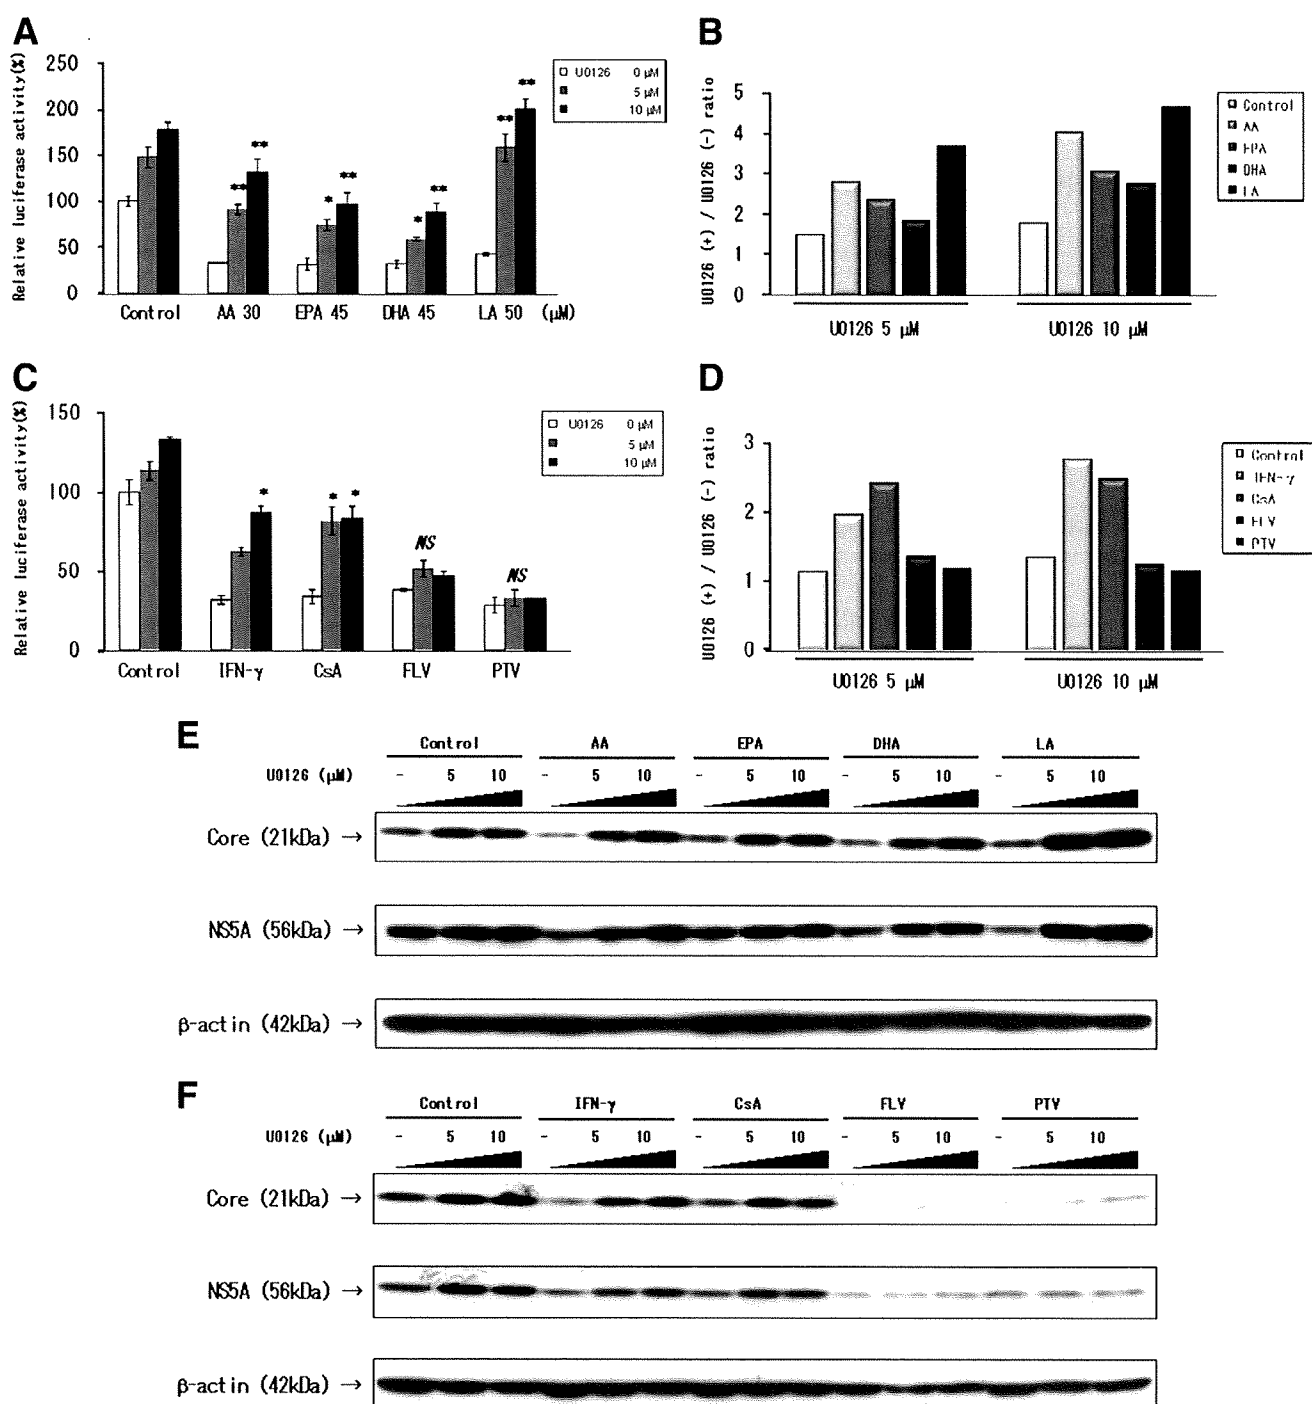 A
Relative luciferase activity(%)
250
200
150
100
50
0
** ** * ** * ** ** **
Control AA 30 EPA 45 DHA 45 LA 50 (μM)
U0126 0 μM
5 μM
10 μM
B
U0126 (+) / U0126 (-) ratio
5
4
3
2
1
0
U0126 5 μM U0126 10 μM
Control
AA
EPA
DHA
LA
C
Relative luciferase activity(%)
150
100
50
0
* * * NS NS
Control IFN-γ CsA FLV PTV
U0126 0 μM
5 μM
10 μM
D
U0126 (+) / U0126 (-) ratio
3
2
1
0
U0126 5 μM U0126 10 μM
Control
IFN-γ
CsA
FLV
PTV
E
Control AA EPA DHA LA
U0126 (μM) - 5 10 - 5 10 - 5 10 - 5 10 - 5 10
Core (21kDa) →
NS5A (56kDa) →
β-actin (42kDa) →
F
Control IFN-γ CsA FLV PTV
U0126 (μM) - 5 10 - 5 10 - 5 10 - 5 10 - 5 10
Core (21kDa) →
NS5A (56kDa) →
β-actin (42kDa) →